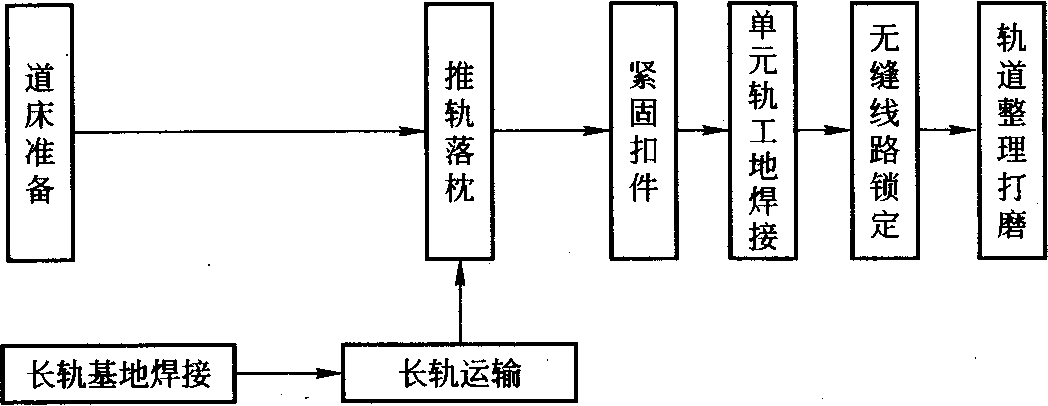 道床准备
推轨落枕
紧固扣件
单元轨工地焊接
无缝线路锁定
轨道整理打磨
长轨基地焊接
长轨运输